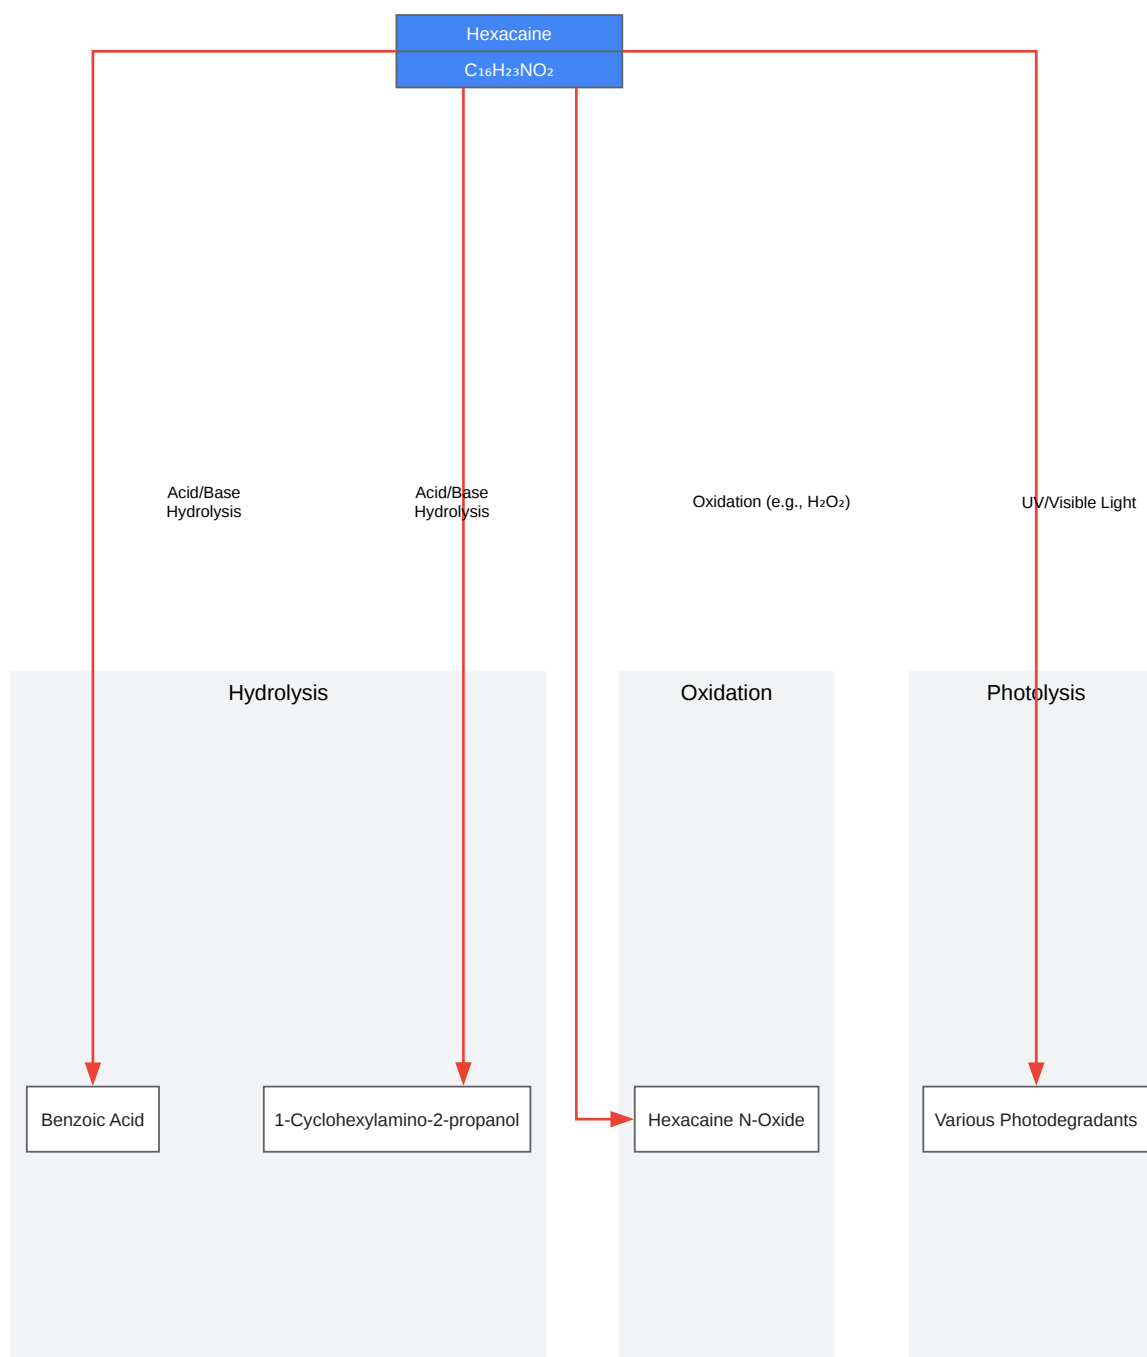 Hexacaine
C₁₆H₂₃NO₂
Acid/Base
Hydrolysis
Acid/Base
Hydrolysis
Oxidation (e.g., H₂O₂)
UV/Visible Light
Hydrolysis
Oxidation
Photolysis
Benzoic Acid
1-Cyclohexylamino-2-propanol
Hexacaine N-Oxide
Various Photodegradants